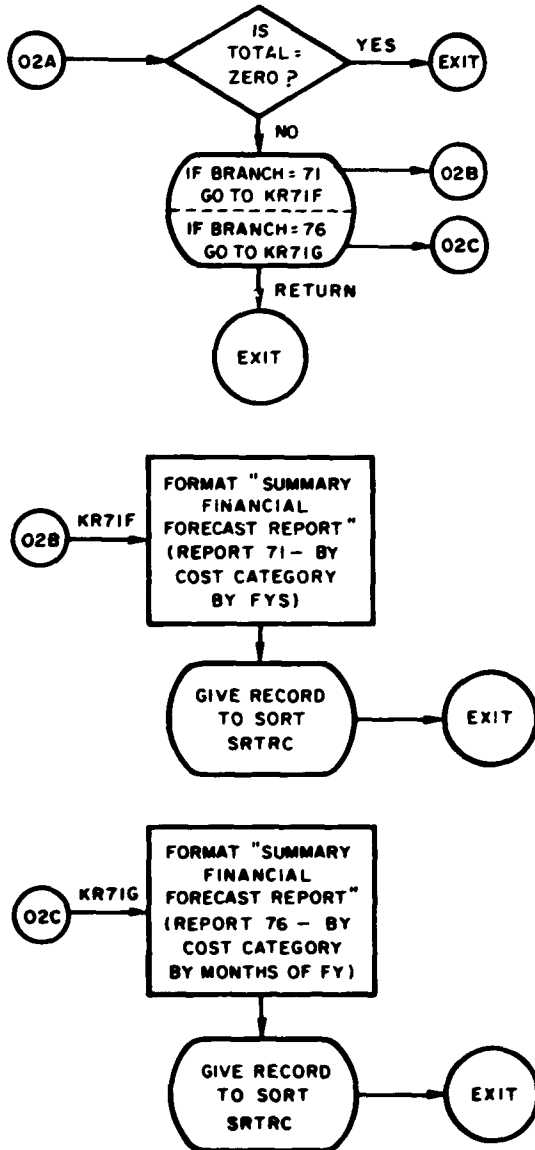 IS
TOTAL =
ZERO ?
YES
02A
EXIT
NO
IF BRANCH = 71
GO TO KR71F
02B
IF BRANCH = 76
GO TO KR71G
02C
RETURN
EXIT
KR71F
02B
FORMAT "SUMMARY
FINANCIAL
FORECAST REPORT"
(REPORT 71 - BY
COST CATEGORY
BY FYS)
GIVE RECORD
TO SORT
SRTRC
EXIT
KR71G
02C
FORMAT "SUMMARY
FINANCIAL
FORECAST REPORT"
(REPORT 76 - BY
COST CATEGORY
BY MONTHS OF FY)
GIVE RECORD
TO SORT
SRTRC
EXIT